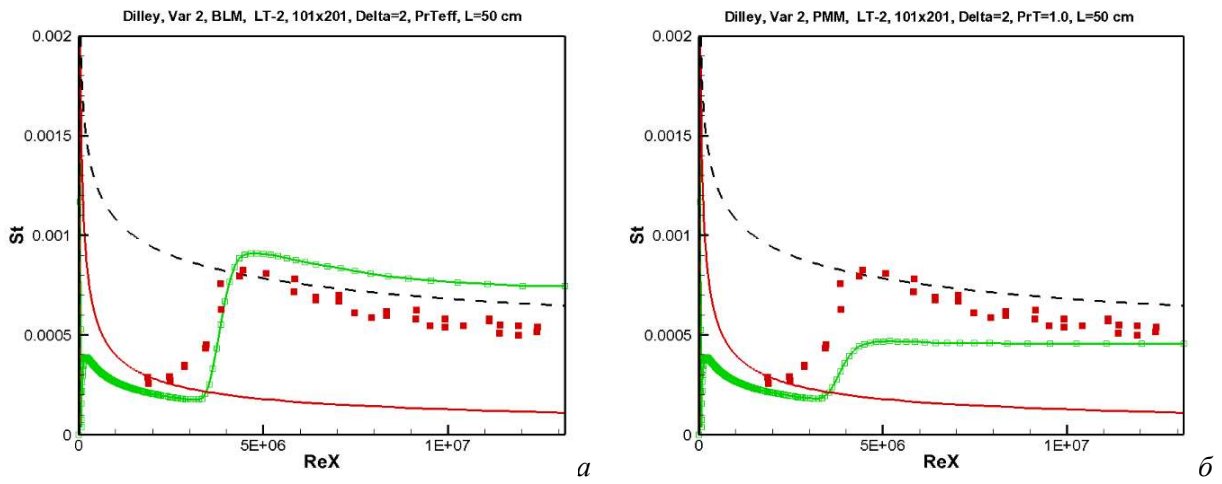 Dilley, Var 2, BLM, LT-2, 101x201, Delta=2, PrTeff, L=50 cm
0.002
0.0015
0.001
0.0005
0
St
0
5E+06
1E+07
ReX
а
Dilley, Var 2, PMM, LT-2, 101x201, Delta=2, PrT=1.0, L=50 cm
0.002
0.0015
0.001
0.0005
0
St
0
5E+06
1E+07
ReX
б